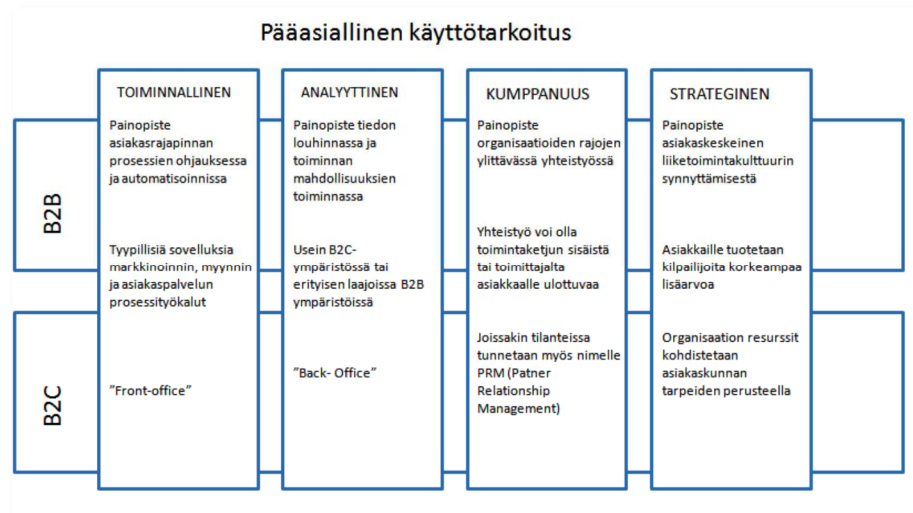 Pääasiallinen käyttötarkoitus
B2B
B2C
TOIMINNALLINEN
Painopiste
asiakasrajapinnan
prosessien ohjauksessa
ja automatisoinnissa
Tyypillisiä sovelluksia
markkinoinnin, myynnin
ja asiakaspalvelun
prosessityökalut
”Front-office”
ANALYYTTINEN
Painopiste tiedon
louhinnassa ja
toiminnan
mahdollisuuksien
toiminnassa
Usein B2C-
ympäristössä tai
erityisen laajoissa B2B
ympäristöissä
”Back- Office”
KUMPPANUUS
Painopiste
organisaatioiden rajojen
ylittävässä yhteistyössä
Yhteistyö voi olla
toimintaketjun sisäistä
tai toimittajalta
asiakkaalle ulottuvaa
Joissakin tilanteissa
tunnetaan myös nimelle
PRM (Patner
Relationship
Management)
STRATEGINEN
Painopiste
asiakaskeskeinen
liiketoimintakulttuurin
synnyttämisestä
Asiakkaille tuotetaan
kilpailijoita korkeampaa
lisäarvoa
Organisaation resurssit
kohdistetaan
asiakaskunnan
tarpeiden perusteella